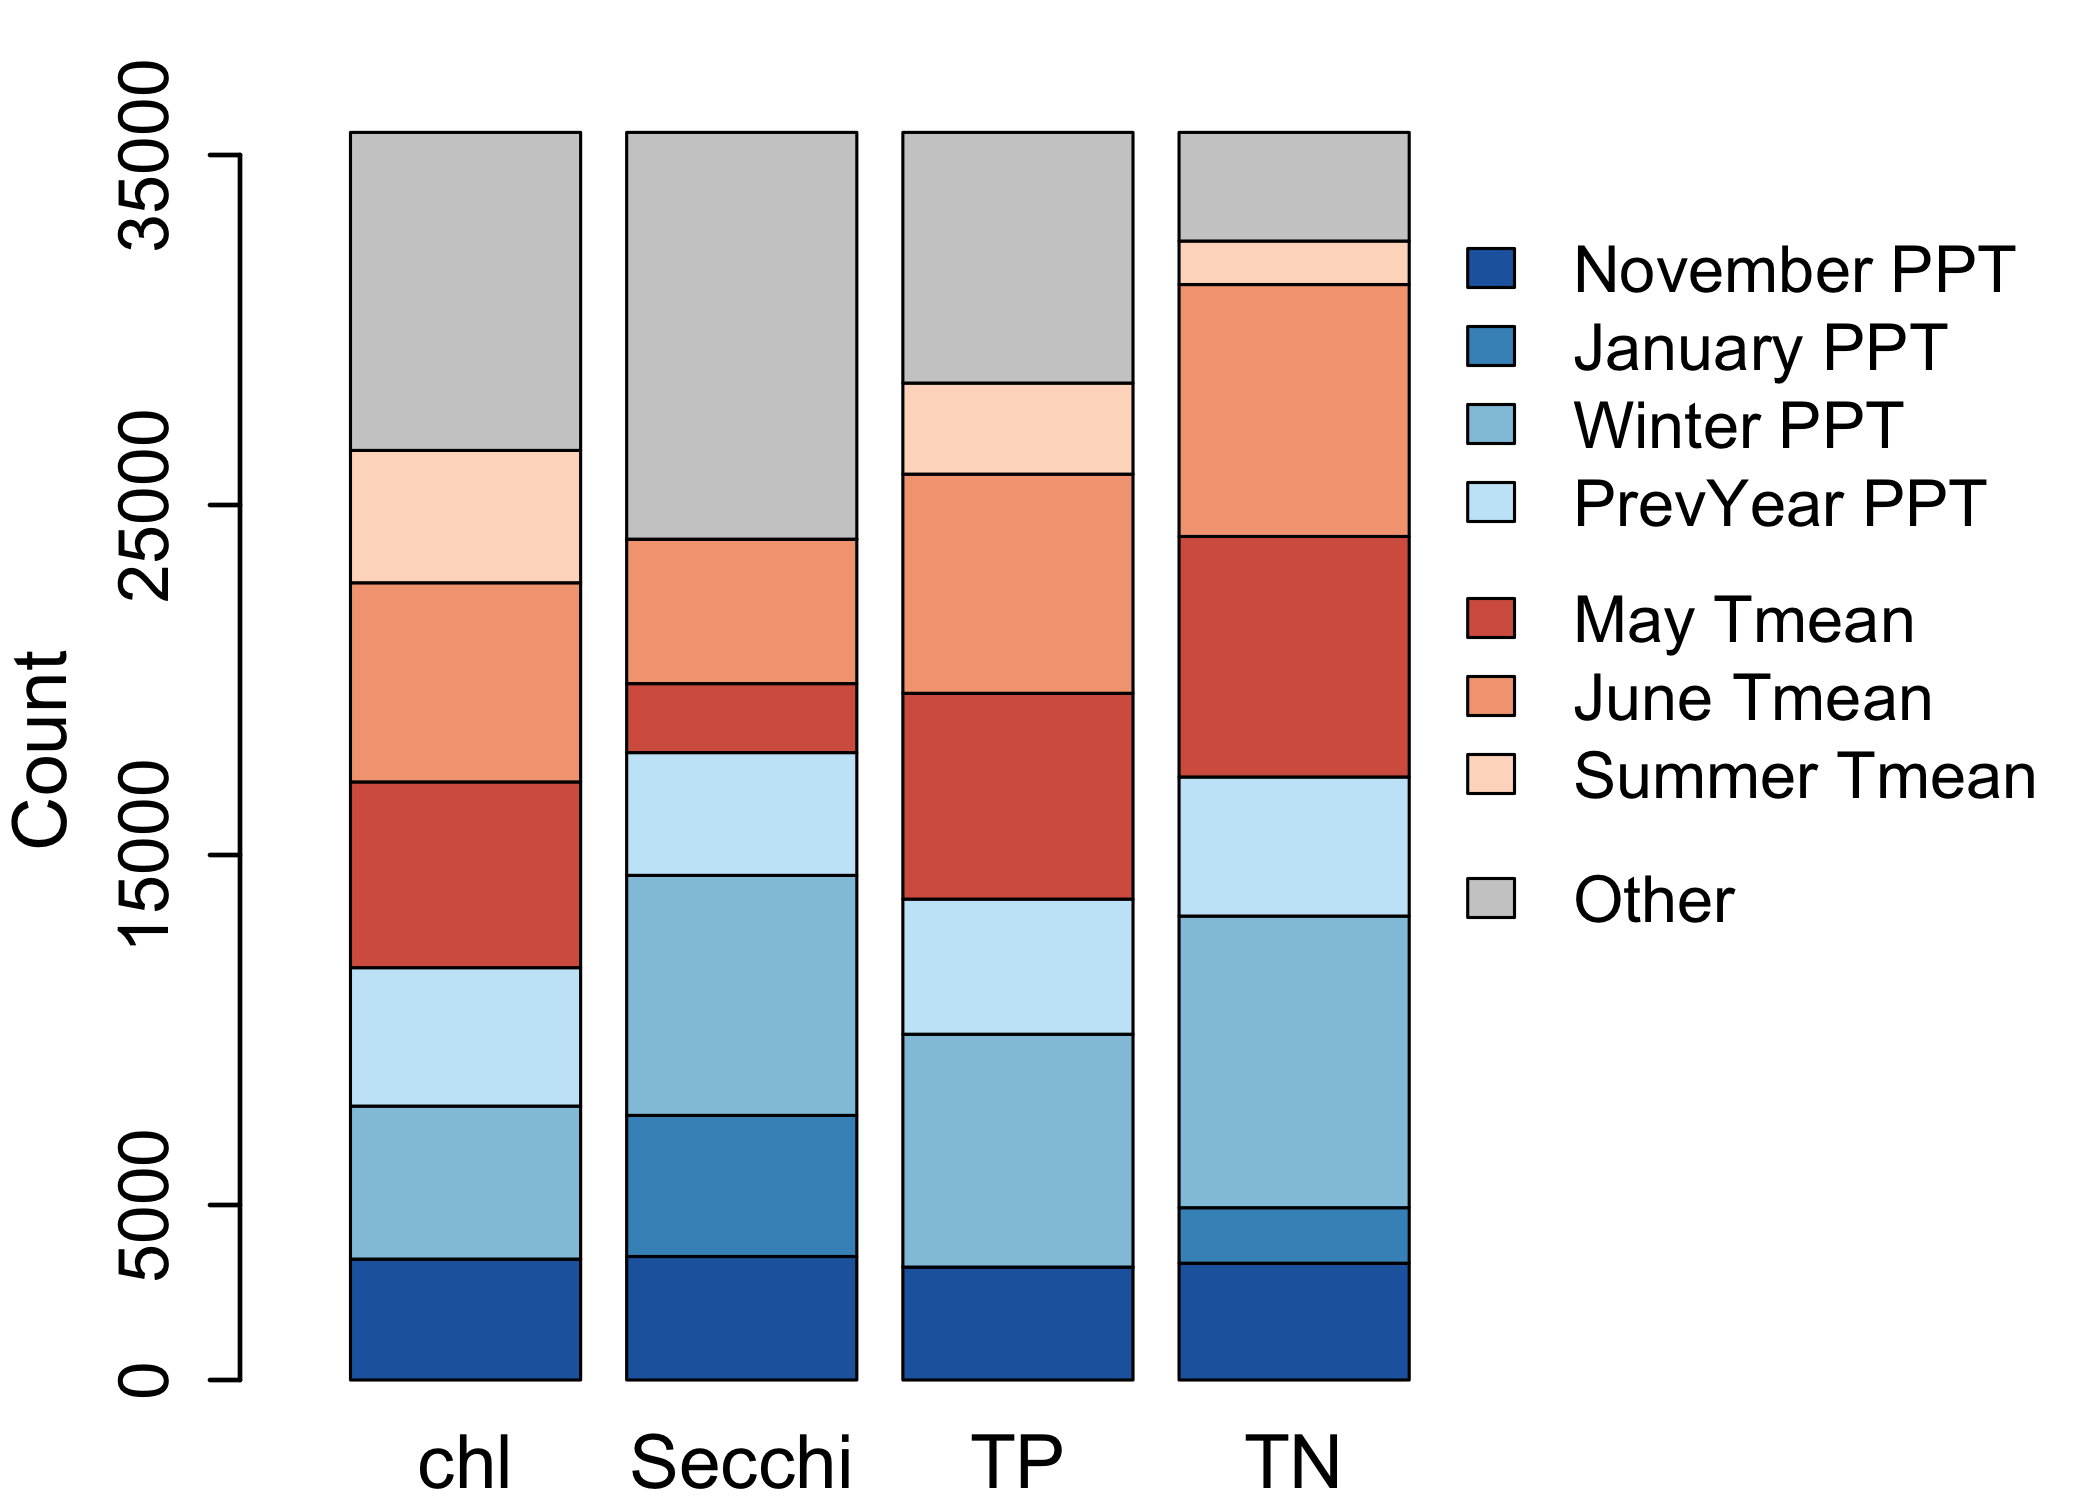 Count
35000
25000
15000
5000
0
chl
Secchi
TP
TN
November PPT
January PPT
Winter PPT
PrevYear PPT
May Tmean
June Tmean
Summer Tmean
Other